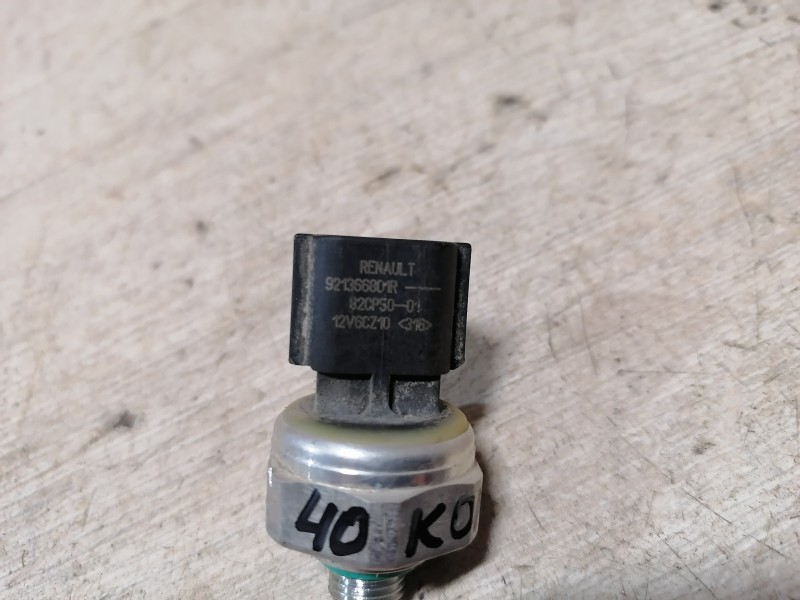 RENAULT
921366801R
82CP50-01
12V6CZ10 <316>
40 KO